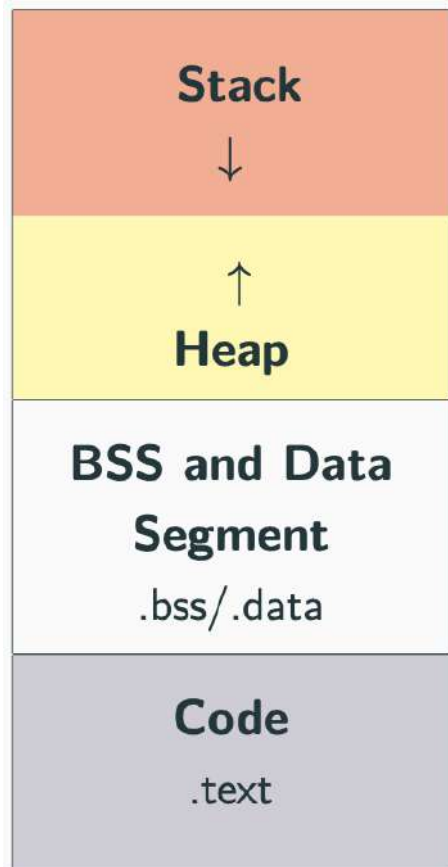 Stack
↓
↑
Heap
BSS and Data
Segment
.bss/.data
Code
.text